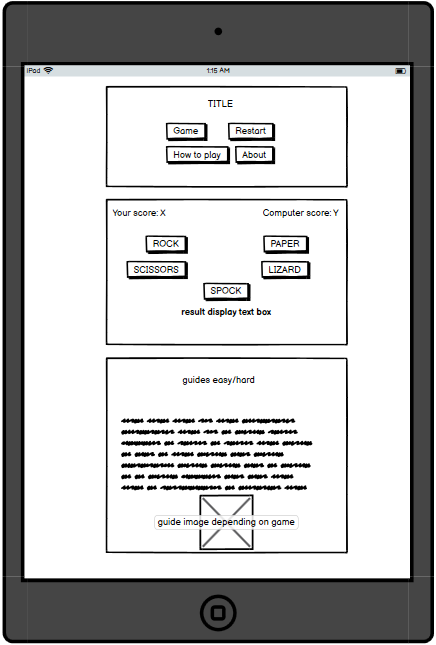 iPad 1:15 AM
TITLE
Game Restart
How to play About
Your score: X Computer score: Y
ROCK PAPER
SCISSORS LIZARD
SPOCK
result display text box
guides easy/hard
guide image depending on game